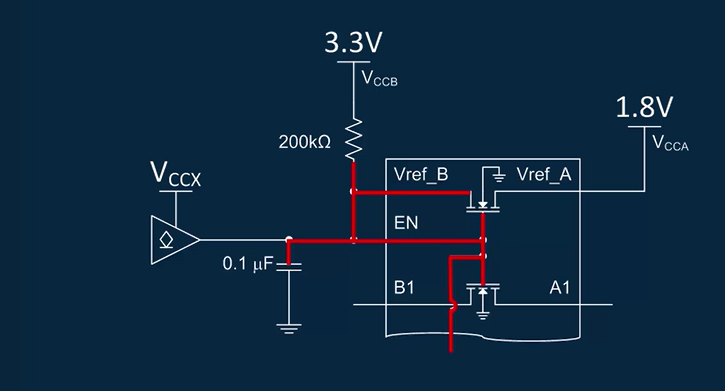 3.3V
VCCB
1.8V
VCCA
200kΩ
Vref_B
Vref_A
VCCX
EN
0.1 μF
B1
A1